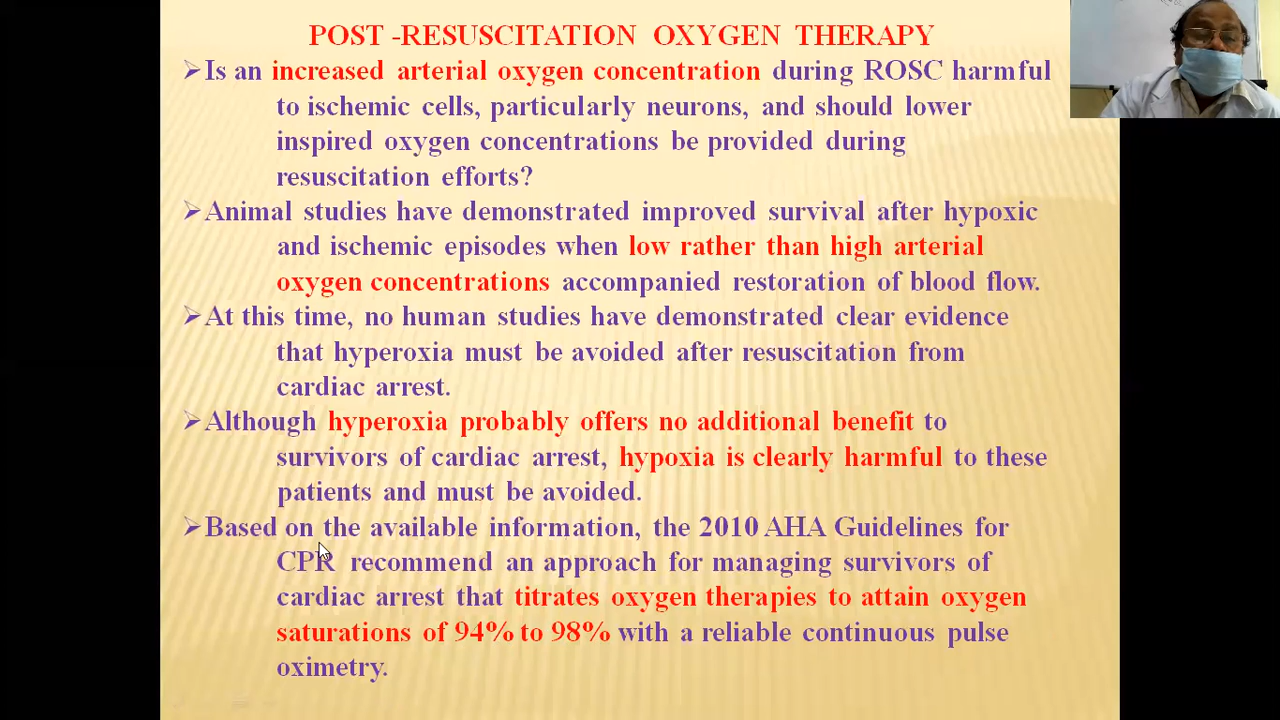 POST -RESUSCITATION OXYGEN THERAPY
➢Is an increased arterial oxygen concentration during ROSC harmful
to ischemic cells, particularly neurons, and should lower
inspired oxygen concentrations be provided during
resuscitation efforts?
➢Animal studies have demonstrated improved survival after hypoxic
and ischemic episodes when low rather than high arterial
oxygen concentrations accompanied restoration of blood flow.
➢At this time, no human studies have demonstrated clear evidence
that hyperoxia must be avoided after resuscitation from
cardiac arrest.
➢Although hyperoxia probably offers no additional benefit to
survivors of cardiac arrest, hypoxia is clearly harmful to these
patients and must be avoided.
➢Based on the available information, the 2010 AHA Guidelines for
CPR recommend an approach for managing survivors of
cardiac arrest that titrates oxygen therapies to attain oxygen
saturations of 94% to 98% with a reliable continuous pulse
oximetry.